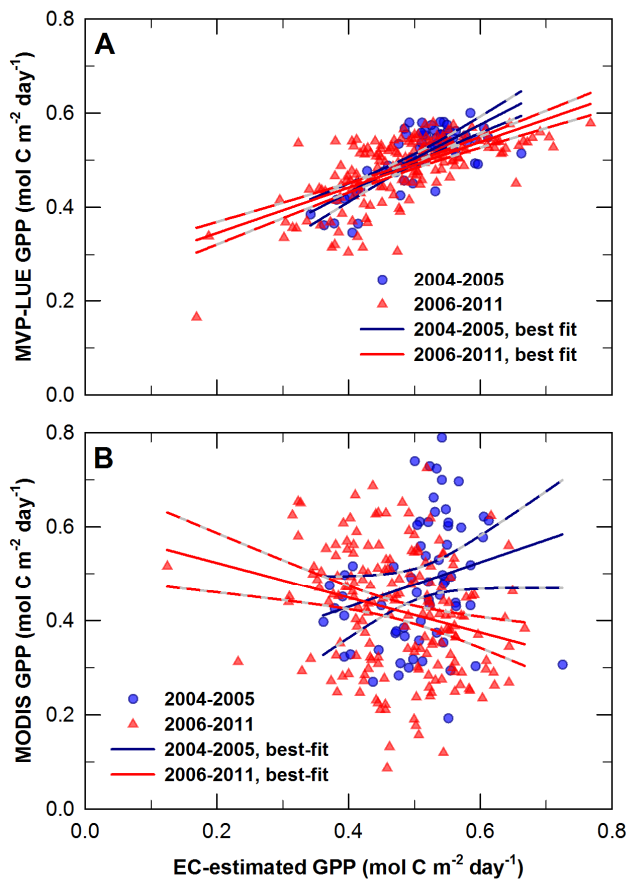 A
MVP-LUE GPP (mol C m⁻² day⁻¹)
0.8
0.6
0.4
0.2
0.0
2004-2005
2006-2011
2004-2005, best fit
2006-2011, best fit
B
MODIS GPP (mol C m⁻² day⁻¹)
0.8
0.6
0.4
0.2
0.0
2004-2005
2006-2011
2004-2005, best-fit
2006-2011, best-fit
0.0 0.2 0.4 0.6 0.8
EC-estimated GPP (mol C m⁻² day⁻¹)